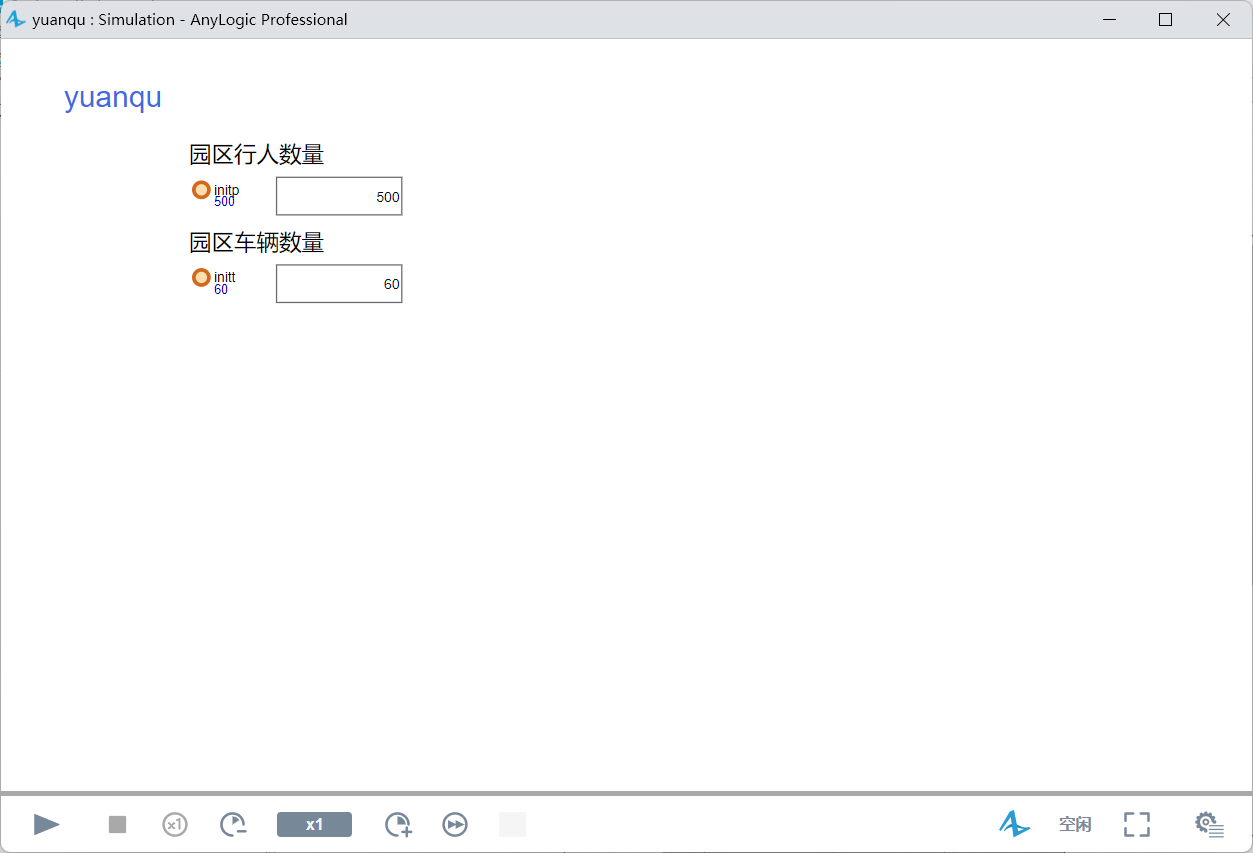 yuanqu : Simulation - AnyLogic Professional
yuanqu
园区行人数量
initp
500
500
园区车辆数量
initt
60
60
x1
x1
空闲